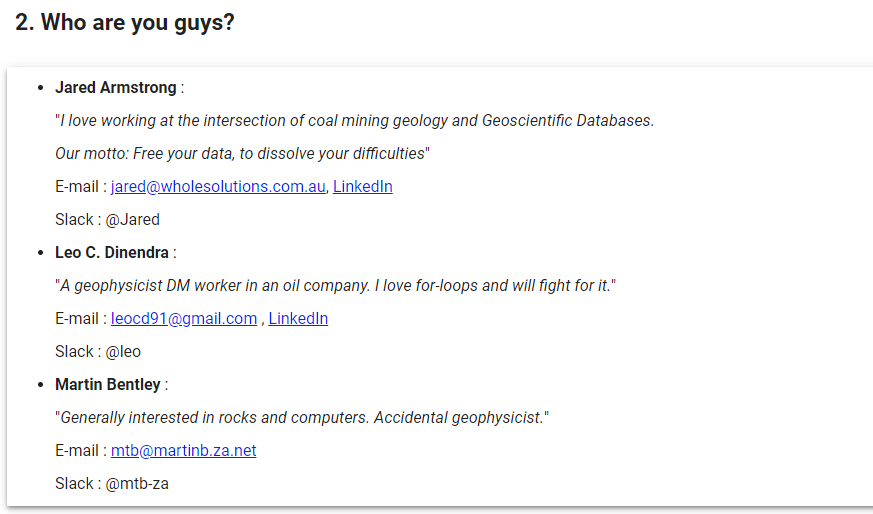 2. Who are you guys?
• Jared Armstrong :
"I love working at the intersection of coal mining geology and Geoscientific Databases.
Our motto: Free your data, to dissolve your difficulties"
E-mail : jared@wholesolutions.com.au, LinkedIn
Slack : @Jared
• Leo C. Dinendra :
"A geophysicist DM worker in an oil company. I love for-loops and will fight for it."
E-mail : leocd91@gmail.com , LinkedIn
Slack : @leo
• Martin Bentley :
"Generally interested in rocks and computers. Accidental geophysicist."
E-mail : mtb@martinb.za.net
Slack : @mtb-za